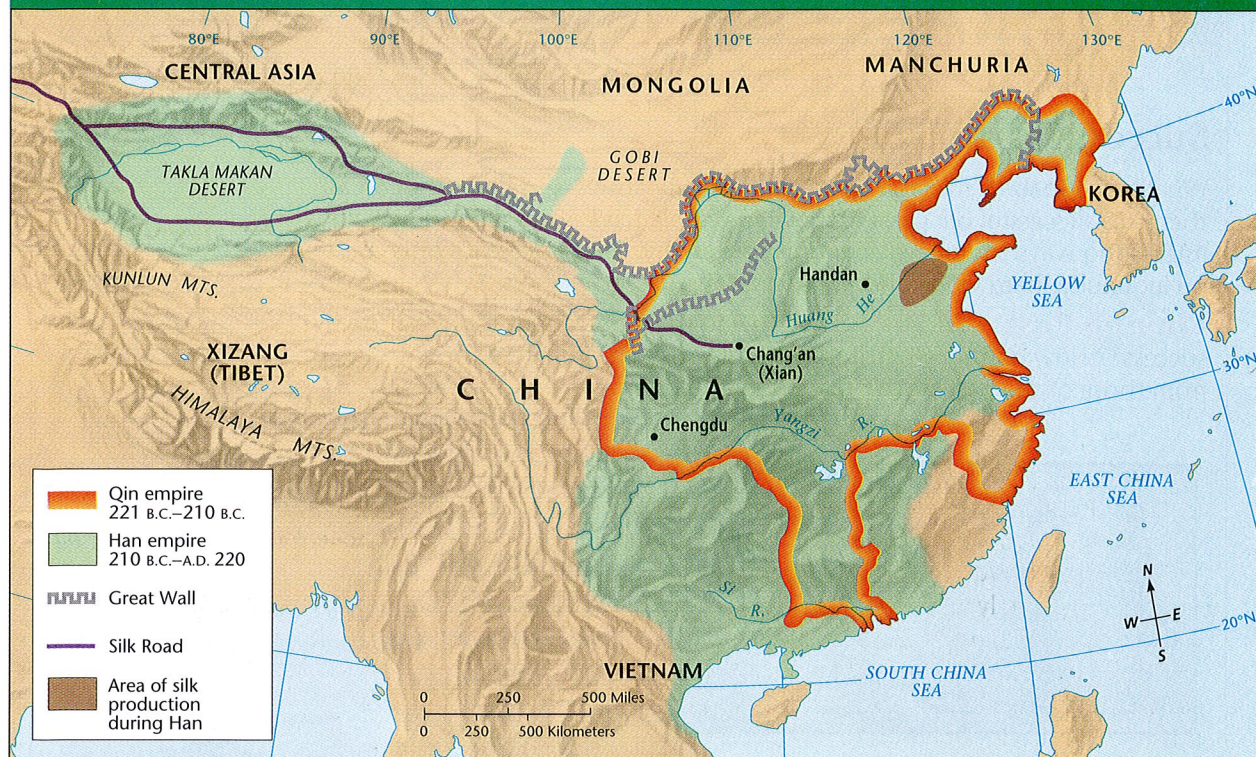 80°E
90°E
100°E
110°E
120°E
130°E
CENTRAL ASIA
MONGOLIA
MANCHURIA
40°N
TAKLA MAKAN
DESERT
GOBI
DESERT
KOREA
KUNLUN MTS.
Handan
Huang He
YELLOW
SEA
XIZANG
(TIBET)
HIMALAYA MTS.
CHINA
Chang'an
(Xian)
30°N
Chengdu
Yangzi R.
EAST CHINA
SEA
Qin empire
221 B.C.–210 B.C.
Han empire
210 B.C.–A.D. 220
Great Wall
Silk Road
Area of silk
production
during Han
Si R.
VIETNAM
SOUTH CHINA
SEA
N
W E
S
20°N
0 250 500 Miles
0 250 500 Kilometers